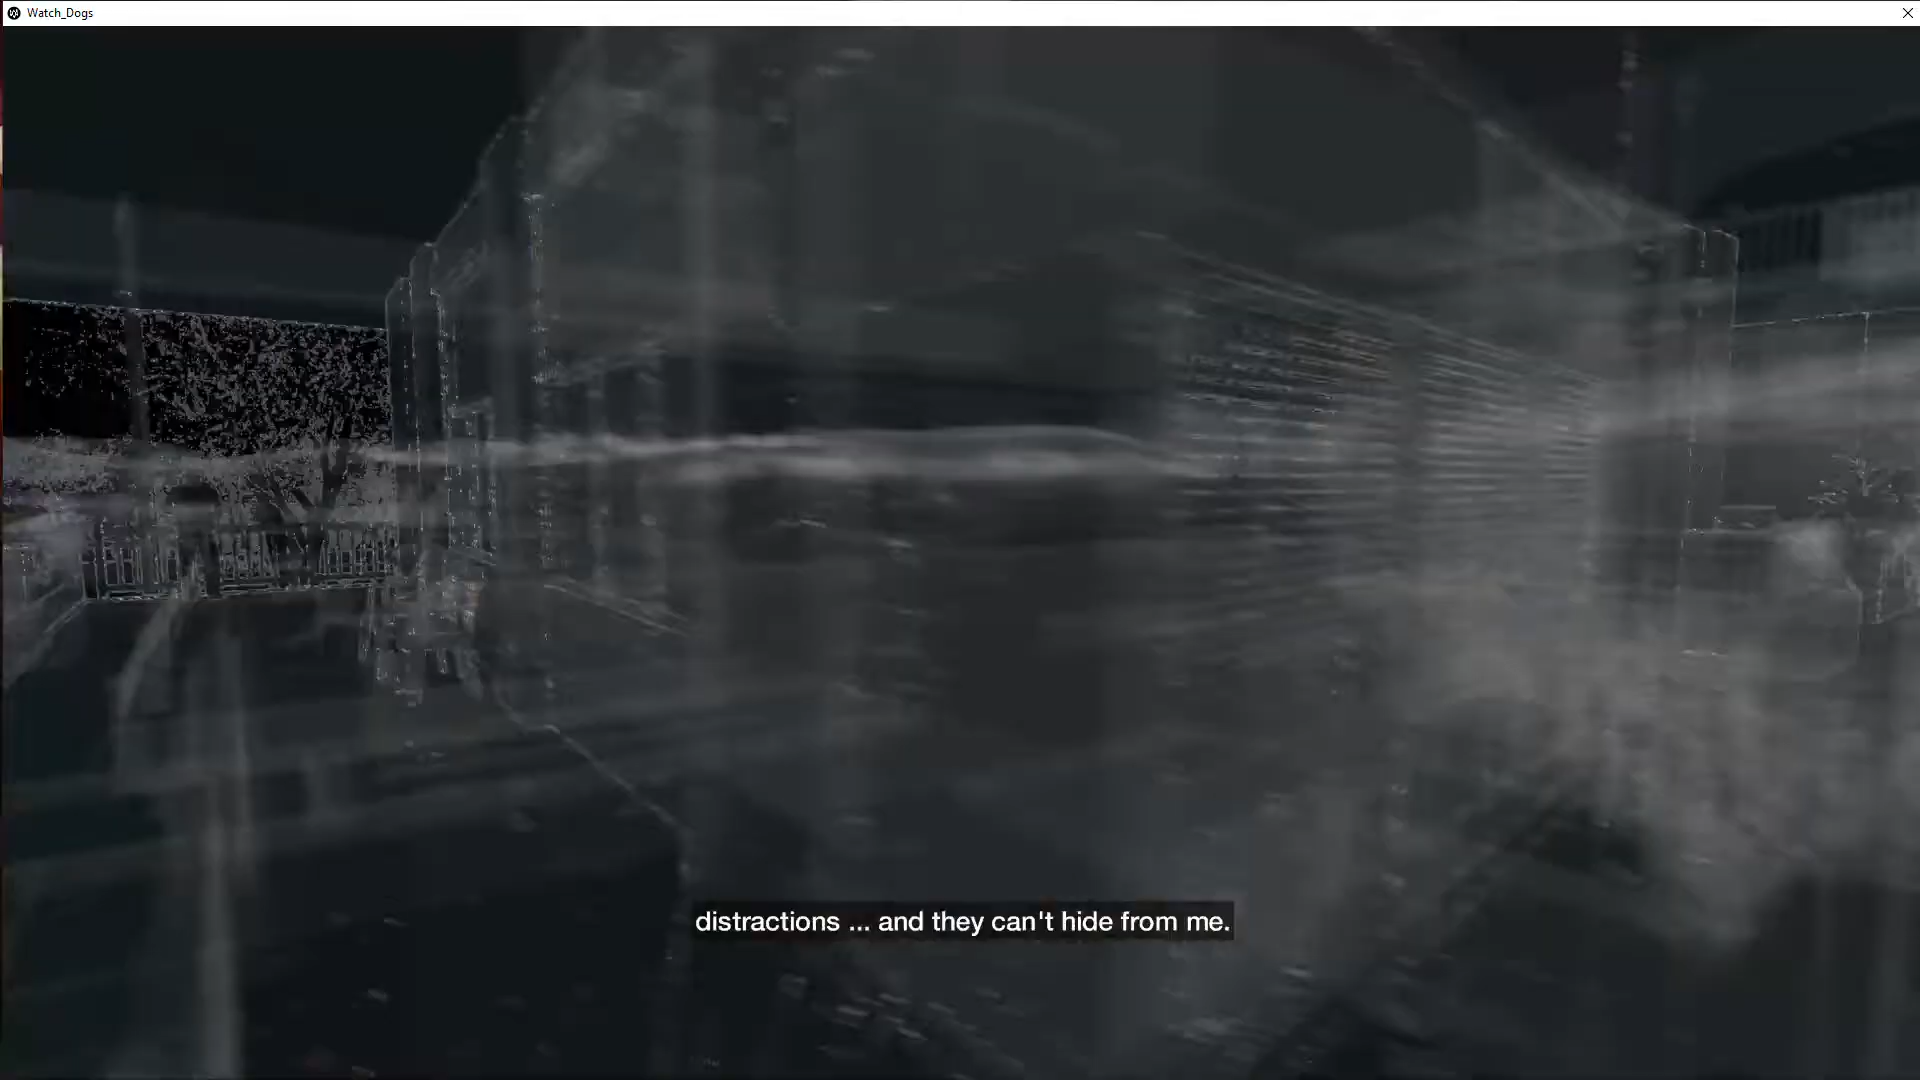 Watch_Dogs
distractions ... and they can't hide from me.